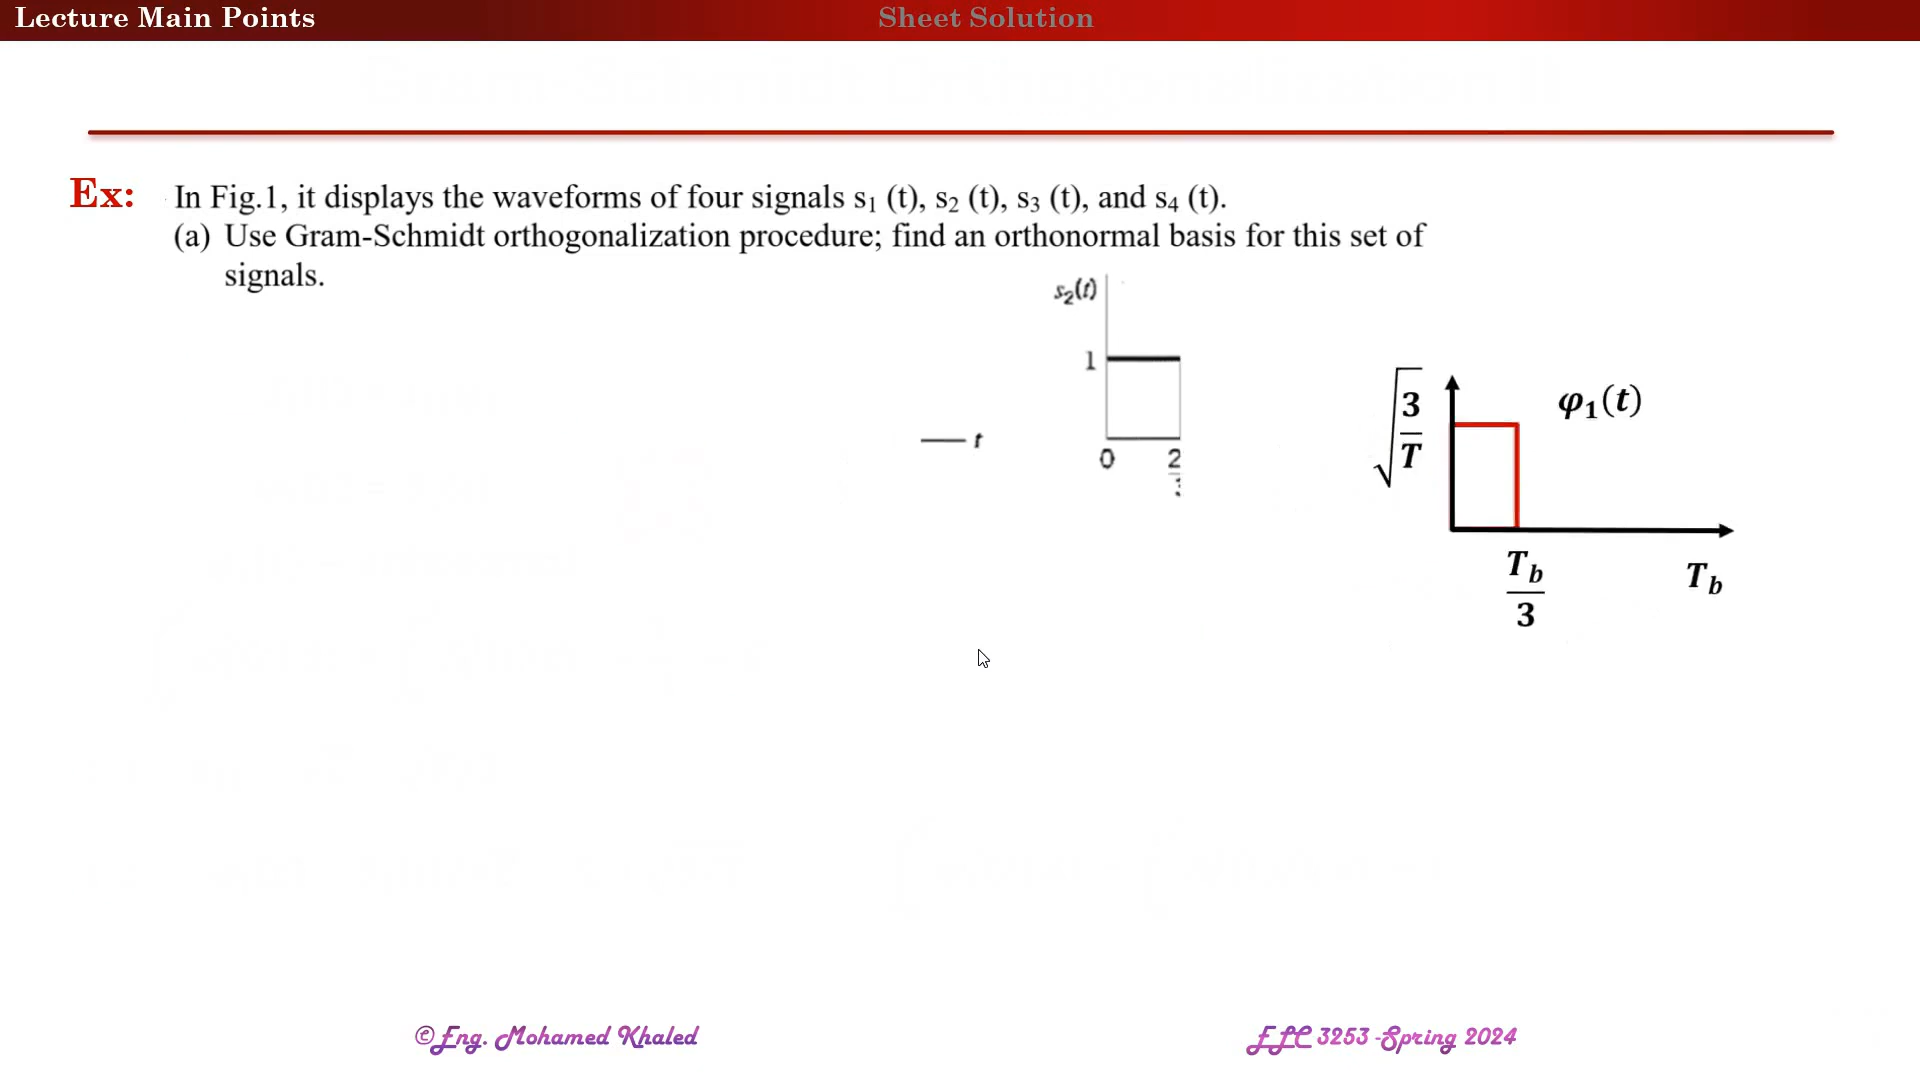 Lecture Main Points
Sheet Solution
Ex: In Fig.1, it displays the waveforms of four signals s₁ (t), s₂ (t), s₃ (t), and s₄ (t).
(a) Use Gram-Schmidt orthogonalization procedure; find an orthonormal basis for this set of
signals.
s₂(t)
1
0 2
t
√(3/T)
φ₁(t)
T_b/3
T_b
©Eng. Mohamed Khaled
EEC 3253 -Spring 2024